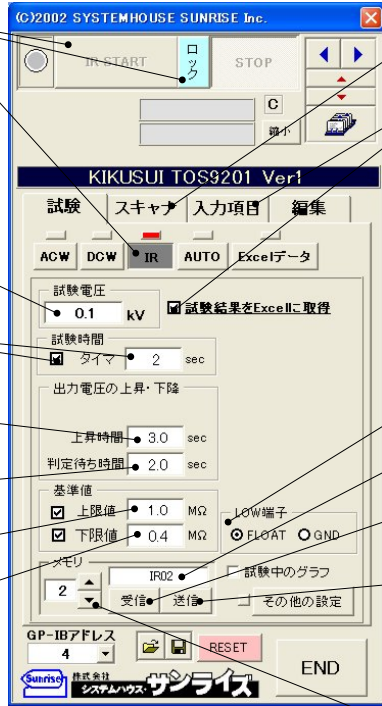 (C)2002 SYSTEMHOUSE SUNRISE Inc.
IR START
ロック
STOP
C
縮小
KIKUSUI TOS9201 Ver1
試験 スキャナ 入力項目 編集
ACW DCW IR AUTO Excelデータ
試験電圧
0.1 kV
試験結果をExcelに取得
試験時間
タイマ 2 sec
出力電圧の上昇・下降
上昇時間 3.0 sec
判定待ち時間 2.0 sec
基準値
上限値 1.0 MΩ
下限値 0.4 MΩ
LOW端子
FLOAT GND
メモリ
2
IR02
受信 送信
試験中のグラフ
その他の設定
GP-IBアドレス
4
RESET
END
Sunrise 株式会社
システムハウス・サンライズ